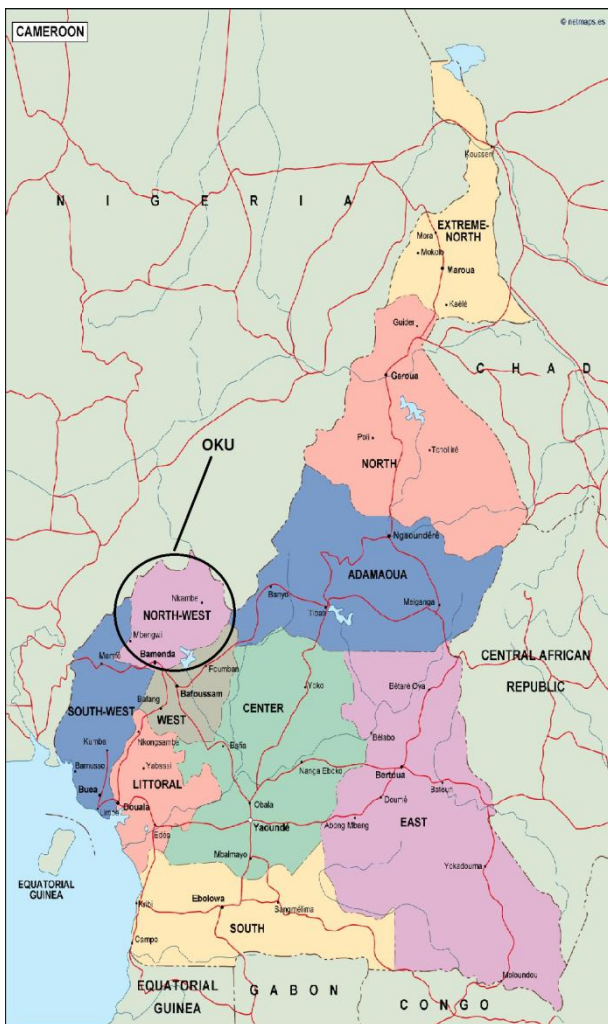 CAMEROON
© netmaps.es
Kousseri
N I G E R I A
EXTREME-
NORTH
Mora
Mokolo
Maroua
Kaélé
Guider
C H A D
Garoua
OKU
Poli
Tcholliré
NORTH
Ngaoundéré
ADAMAOUA
Nkambe
NORTH-WEST
Banyo
Tibati
Meiganga
Mbengwi
Bamenda
Mamfé
Foumban
CENTRAL AFRICAN
REPUBLIC
Bafoussam
Yoko
Bétaré Oya
SOUTH-WEST
Bafang
WEST
CENTER
Kumba
Nkongsamba
Bafia
Bélabo
Bamusso
Yabassi
Nanga Eboko
Bertoua
Batouri
Buea
LITTORAL
Limbe
Douala
Obala
Doumé
Yaoundé
Abong Mbang
EAST
Edéa
Mbalmayo
Yokadouma
EQUATORIAL
GUINEA
Kribi
Ebolowa
Sangmélima
SOUTH
Campo
Moloundou
EQUATORIAL
GUINEA
G A B O N
C O N G O